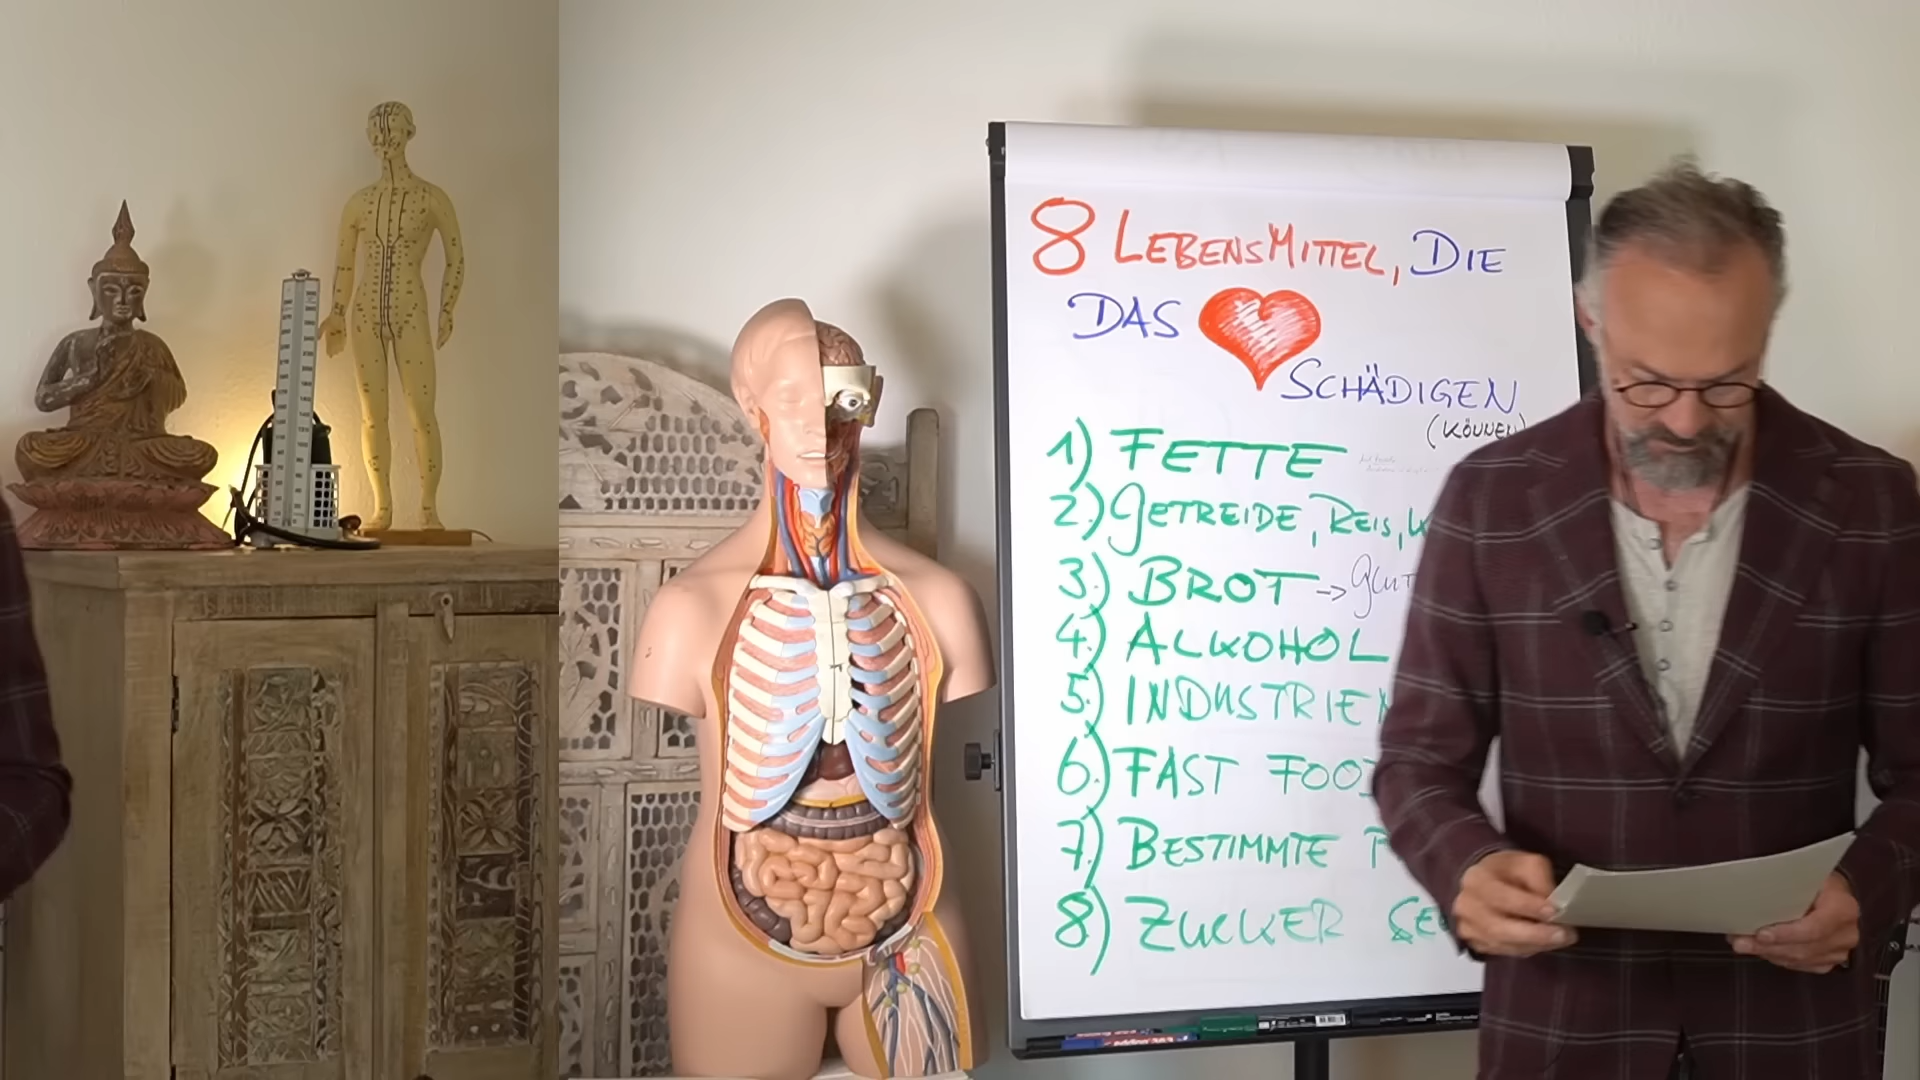 8 LEBENSMITTEL, DIE
DAS
SCHÄDIGEN
(KÖNNEN)
1) FETTE
2.) GETREIDE, REIS,
3.) BROT ->
4.) ALKOHOL
5.)
6.) FAST FOOD
7.) BESTIMMTE
8.) ZUCKER